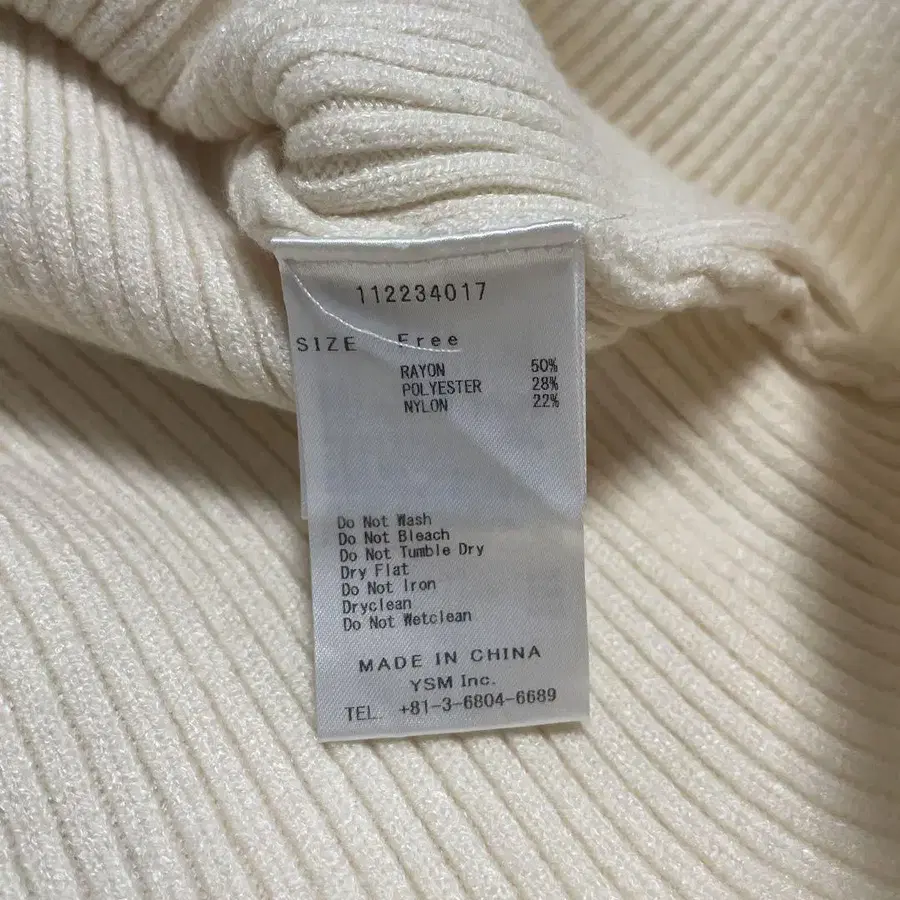 112234017
SIZE Free
RAYON 50%
POLYESTER 28%
NYLON 22%
Do Not Wash
Do Not Bleach
Do Not Tumble Dry
Dry Flat
Do Not Iron
Dryclean
Do Not Wetclean
MADE IN CHINA
YSM Inc.
TEL. +81-3-6804-6689